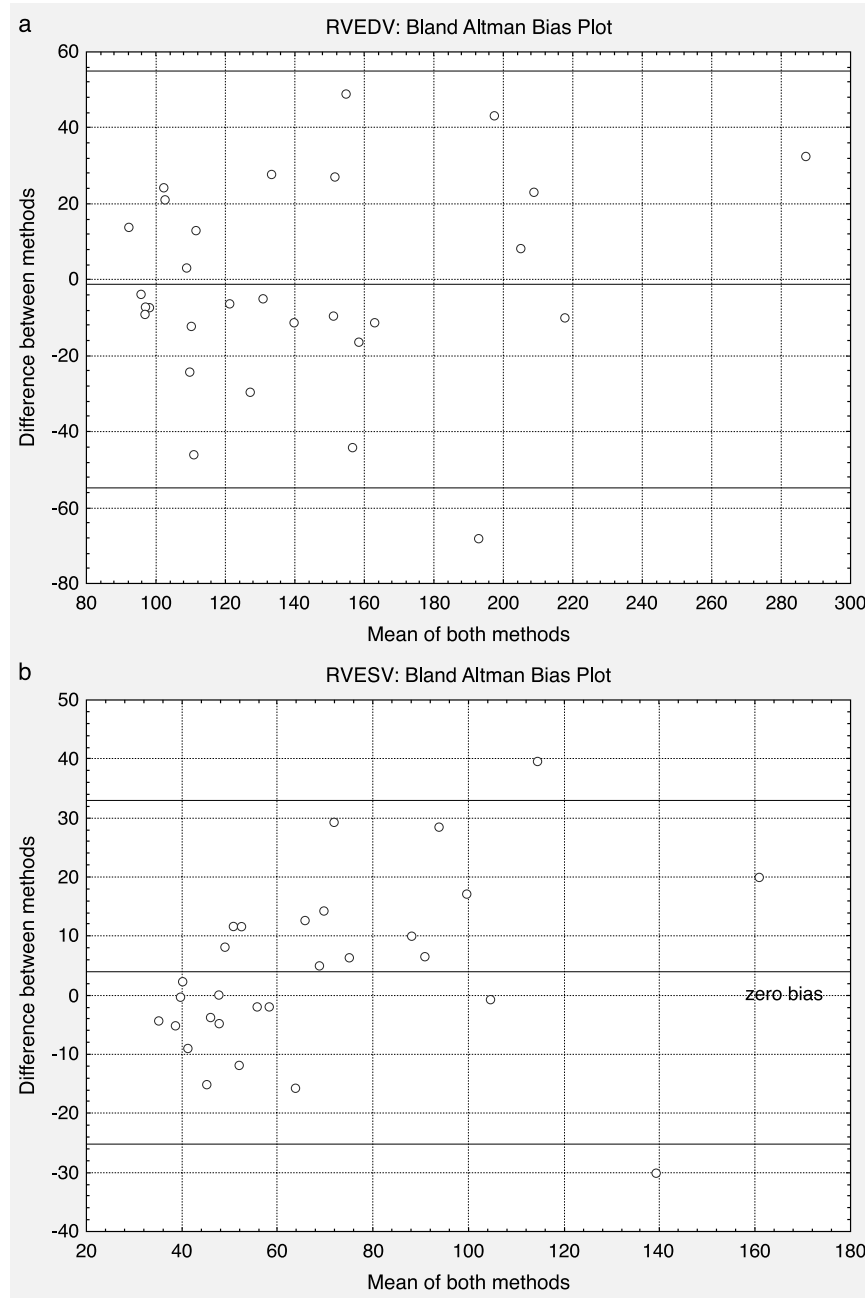 a
RVEDV: Bland Altman Bias Plot
60
40
20
0
-20
-40
-60
-80
80 100 120 140 160 180 200 220 240 260 280 300
Difference between methods
Mean of both methods
b
RVESV: Bland Altman Bias Plot
50
40
30
20
10
0
-10
-20
-30
-40
zero bias
20 40 60 80 100 120 140 160 180
Difference between methods
Mean of both methods